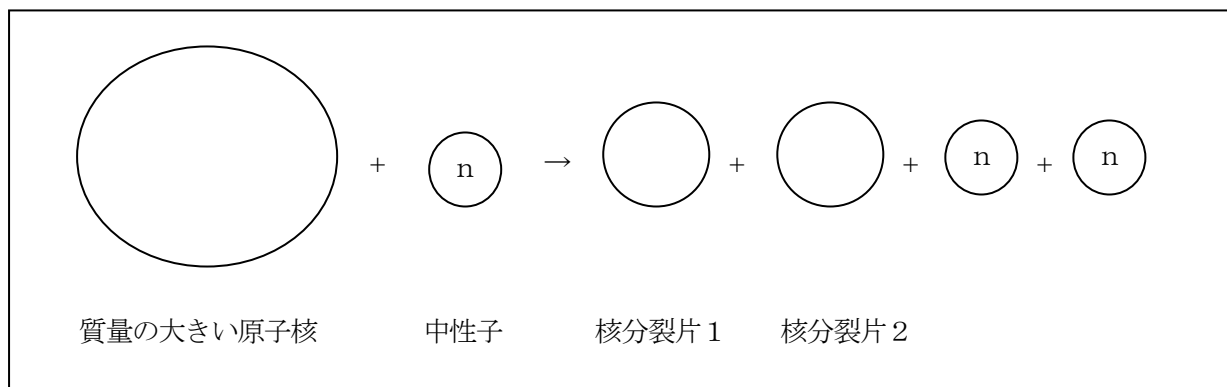 + n → + + n + n
質量の大きい原子核 中性子 核分裂片1 核分裂片2